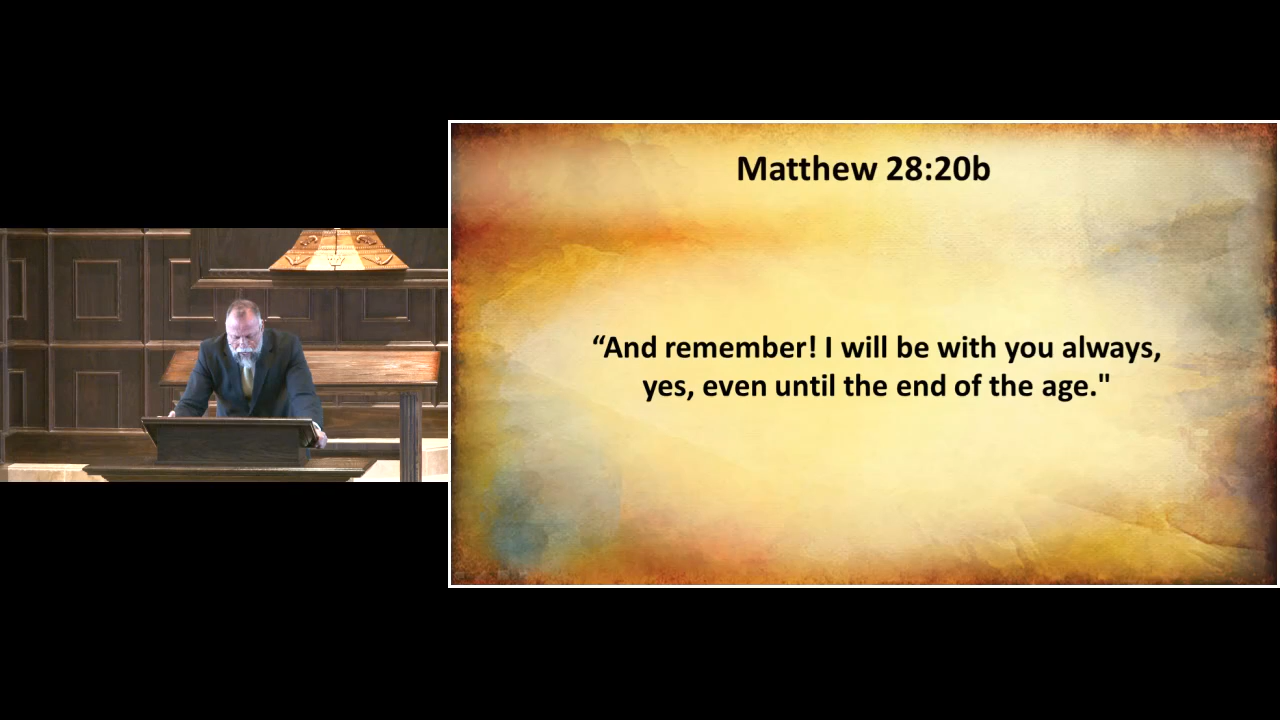 Matthew 28:20b
“And remember! I will be with you always,
yes, even until the end of the age."